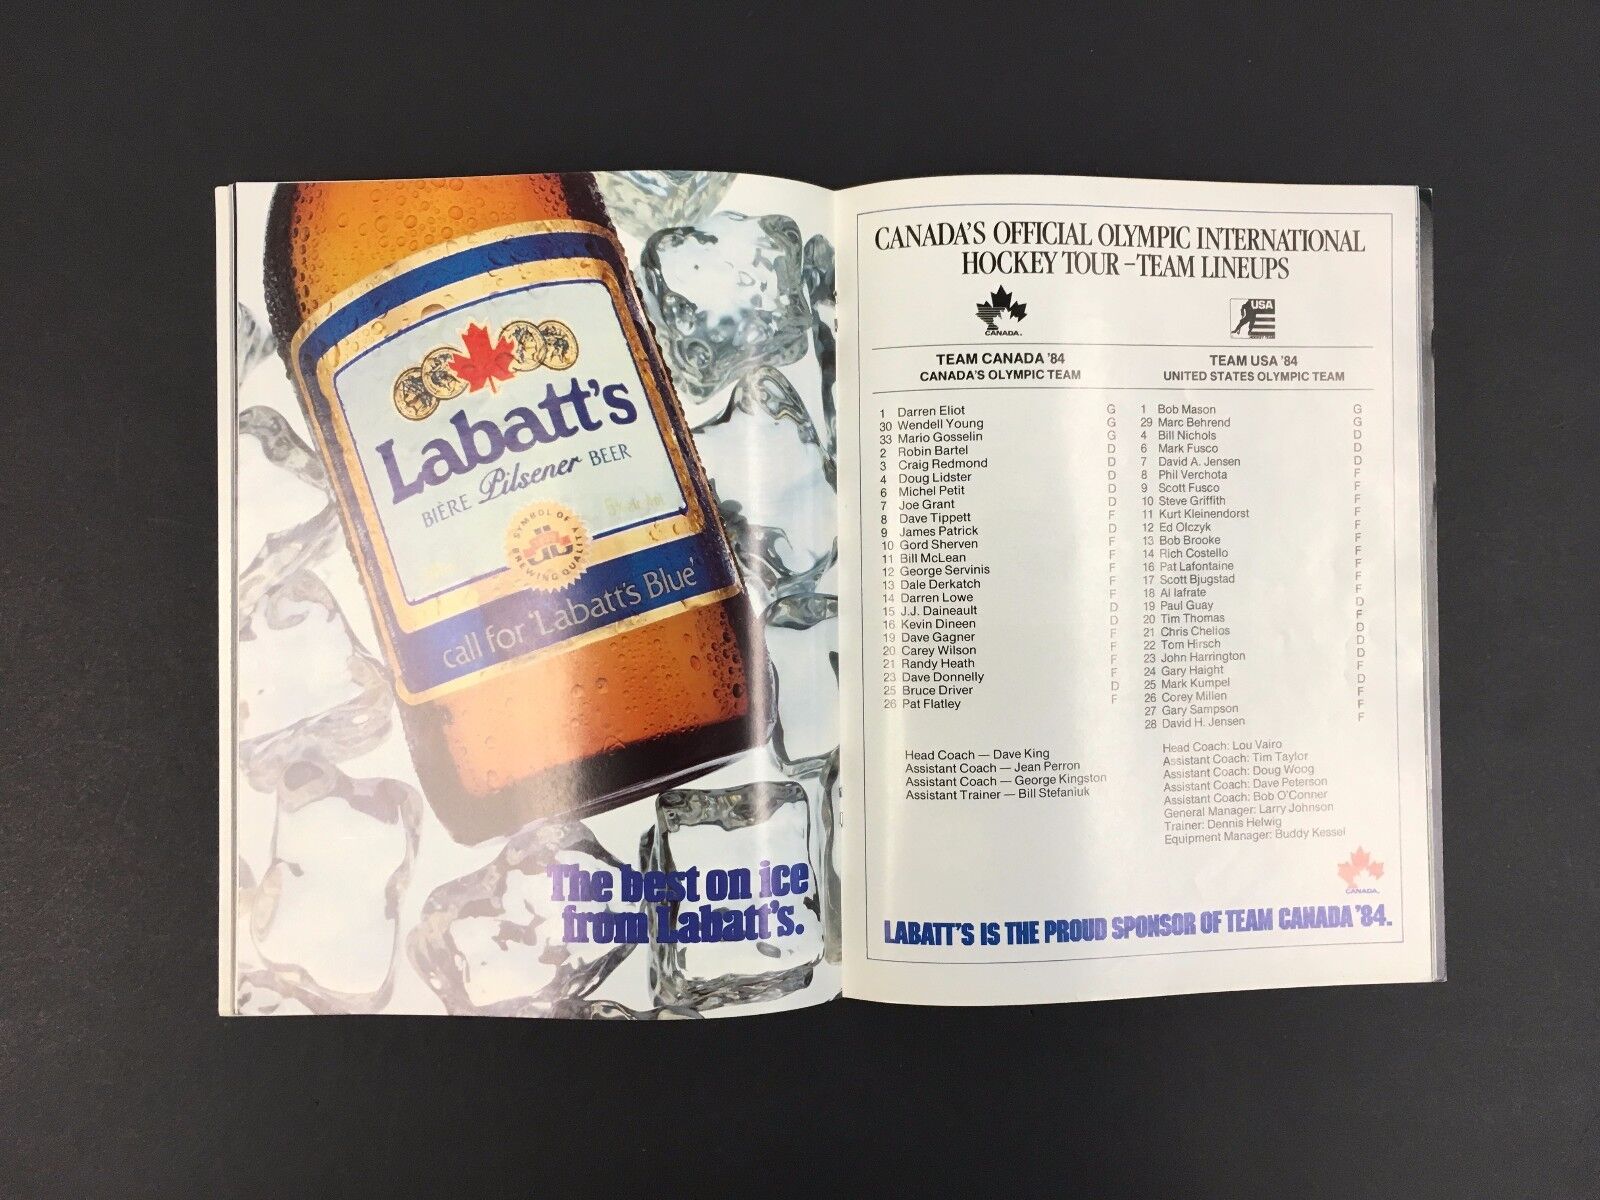 Labatt's
BIÈRE Pilsener BEER
SYMBOL OF ALL BREWING QUALITY
call for 'Labatt's Blue'
The best on ice
from Labatt's.
CANADA'S OFFICIAL OLYMPIC INTERNATIONAL
HOCKEY TOUR – TEAM LINEUPS
CANADA
TEAM CANADA '84
CANADA'S OLYMPIC TEAM
1 Darren Eliot G
30 Wendell Young G
33 Mario Gosselin G
2 Robin Bartel D
3 Craig Redmond D
4 Doug Lidster D
6 Michel Petit D
7 Joe Grant D
8 Dave Tippett F
9 James Patrick D
10 Gord Sherven F
11 Bill McLean F
12 George Servinis F
13 Dale Derkatch F
14 Darren Lowe F
15 J.J. Daineault D
16 Kevin Dineen D
19 Dave Gagner F
20 Carey Wilson F
21 Randy Heath F
23 Dave Donnelly F
25 Bruce Driver D
26 Pat Flatley F
Head Coach — Dave King
Assistant Coach — Jean Perron
Assistant Coach — George Kingston
Assistant Trainer — Bill Stefaniuk
USA
HOCKEY TEAM
TEAM USA '84
UNITED STATES OLYMPIC TEAM
1 Bob Mason G
29 Marc Behrend G
4 Bill Nichols D
6 Mark Fusco D
7 David A. Jensen D
8 Phil Verchota F
9 Scott Fusco F
10 Steve Griffith F
11 Kurt Kleinendorst F
12 Ed Olczyk F
13 Bob Brooke F
14 Rich Costello F
16 Pat Lafontaine F
17 Scott Bjugstad F
18 Al Iafrate F
19 Paul Guay D
20 Tim Thomas F
21 Chris Chelios D
22 Tom Hirsch D
23 John Harrington D
24 Gary Haight F
25 Mark Kumpel D
26 Corey Millen F
27 Gary Sampson F
28 David H. Jensen F
Head Coach: Lou Vairo
Assistant Coach: Tim Taylor
Assistant Coach: Doug Woog
Assistant Coach: Dave Peterson
Assistant Coach: Bob O'Conner
General Manager: Larry Johnson
Trainer: Dennis Helwig
Equipment Manager: Buddy Kessel
CANADA
LABATT'S IS THE PROUD SPONSOR OF TEAM CANADA '84.